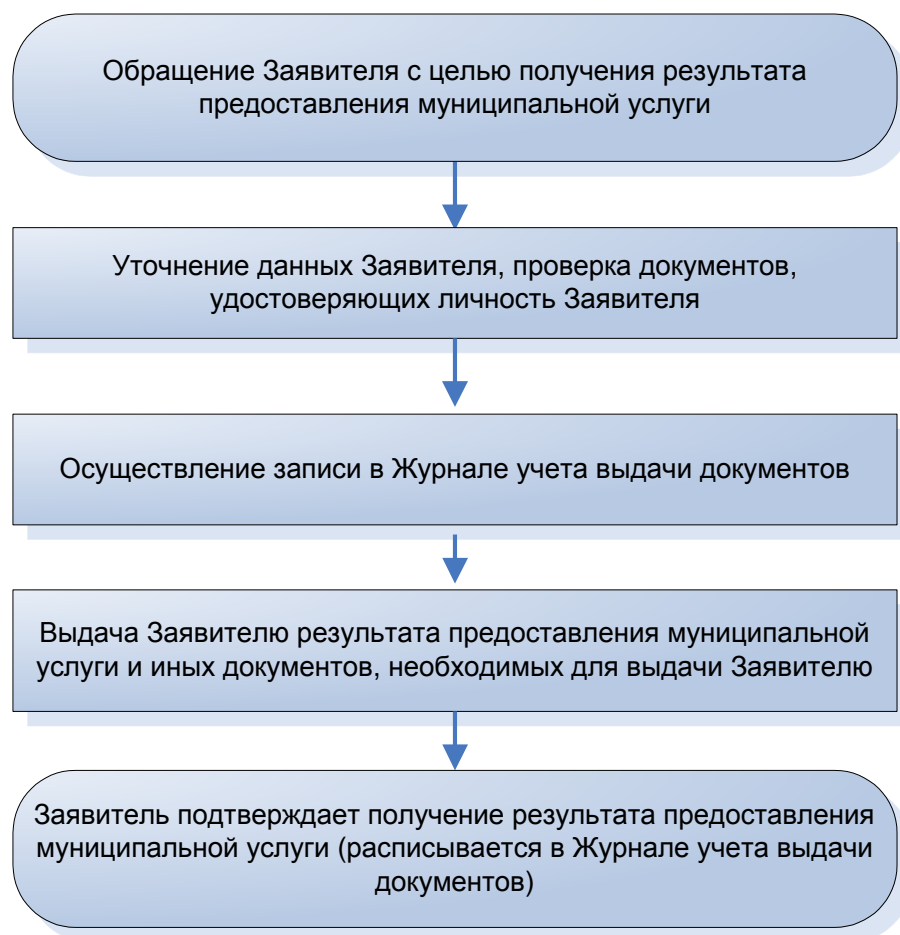 Обращение Заявителя с целью получения результата
предоставления муниципальной услуги
Уточнение данных Заявителя, проверка документов,
удостоверяющих личность Заявителя
Осуществление записи в Журнале учета выдачи документов
Выдача Заявителю результата предоставления муниципальной
услуги и иных документов, необходимых для выдачи Заявителю
Заявитель подтверждает получение результата предоставления
муниципальной услуги (расписывается в Журнале учета выдачи
документов)